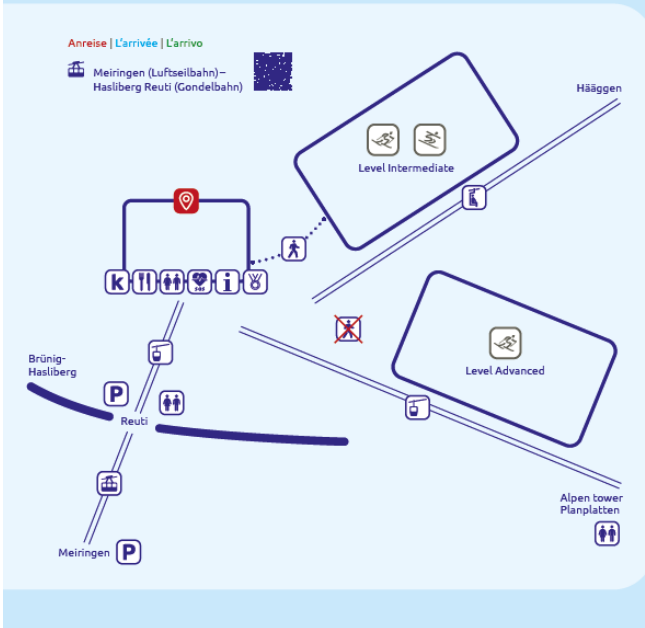 Anreise | L'arrivée | L'arrivo
Meiringen (Luftseilbahn) –
Hasliberg Reuti (Gondelbahn)
Hääggen
Level Intermediate
k
i
Level Advanced
Brünig-
Hasliberg
P
Reuti
Alpen tower
Planplatten
Meiringen P